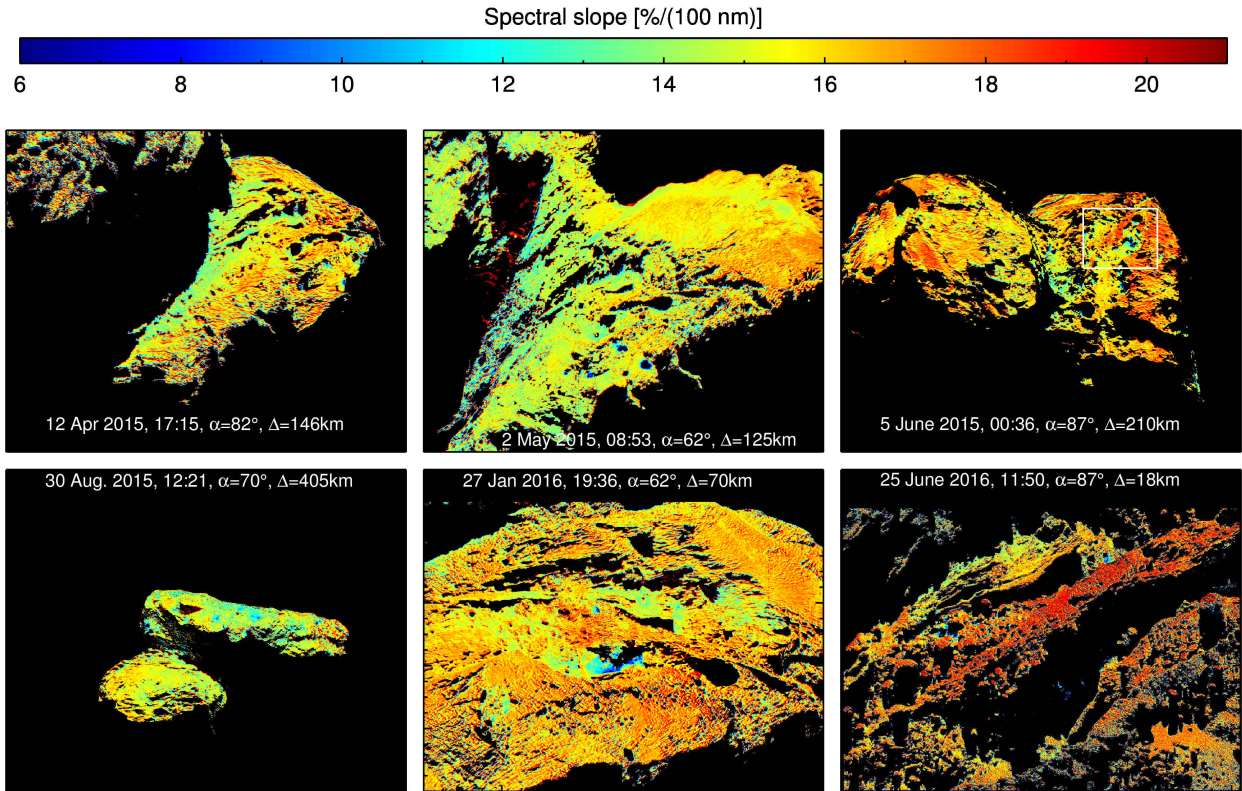 Spectral slope [%/(100 nm)]
6 8 10 12 14 16 18 20
12 Apr 2015, 17:15, α=82°, Δ=146km
2 May 2015, 08:53, α=62°, Δ=125km
5 June 2015, 00:36, α=87°, Δ=210km
30 Aug. 2015, 12:21, α=70°, Δ=405km
27 Jan 2016, 19:36, α=62°, Δ=70km
25 June 2016, 11:50, α=87°, Δ=18km